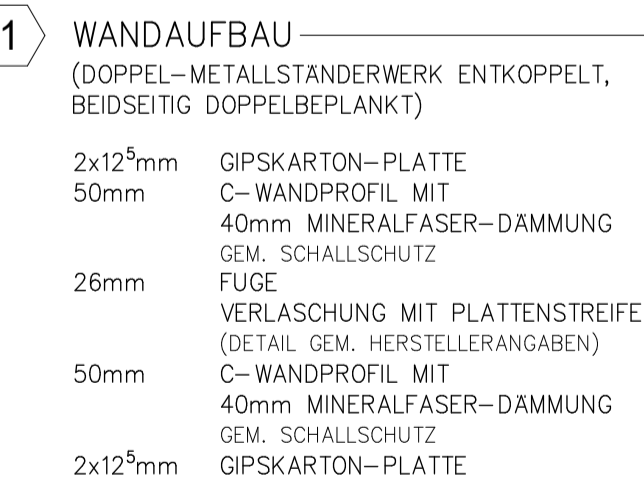 1 WANDAUFBAU
(DOPPEL-METALLSTÄNDERWERK ENTKOPPELT,
BEIDSEITIG DOPPELBEPLANKT)
2x12⁵mm GIPSKARTON-PLATTE
50mm C-WANDPROFIL MIT
40mm MINERALFASER-DÄMMUNG
GEM. SCHALLSCHUTZ
26mm FUGE
VERLASCHUNG MIT PLATTENSTREIFE
(DETAIL GEM. HERSTELLERANGABEN)
50mm C-WANDPROFIL MIT
40mm MINERALFASER-DÄMMUNG
GEM. SCHALLSCHUTZ
2x12⁵mm GIPSKARTON-PLATTE